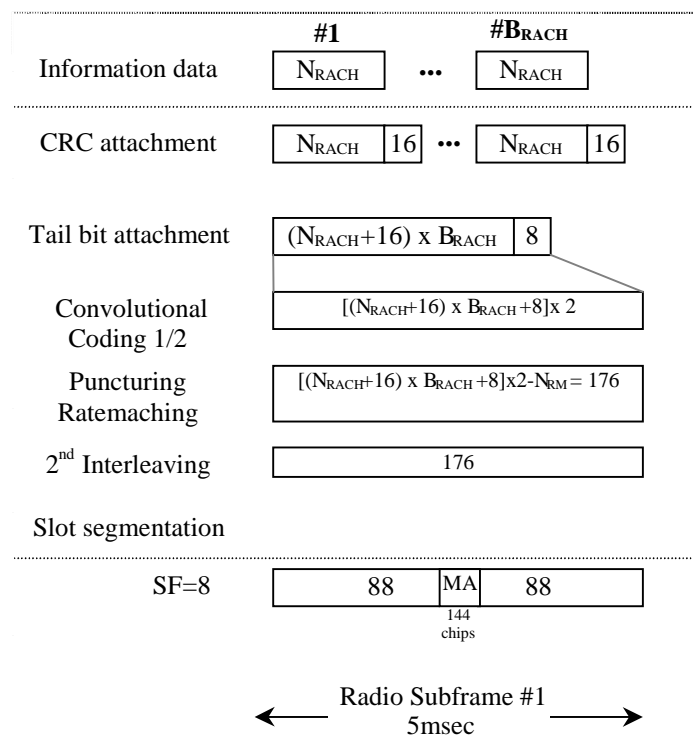 #1 #BRACH
Information data NRACH ••• NRACH
CRC attachment NRACH 16 ••• NRACH 16
Tail bit attachment (NRACH+16) x BRACH 8
Convolutional [(NRACH+16) x BRACH+8]x 2
Coding 1/2
Puncturing [(NRACH+16) x BRACH+8]x2-NRM = 176
Ratemaching
2nd Interleaving 176
Slot segmentation
SF=8 88 MA 88
144
chips
Radio Subframe #1
5msec